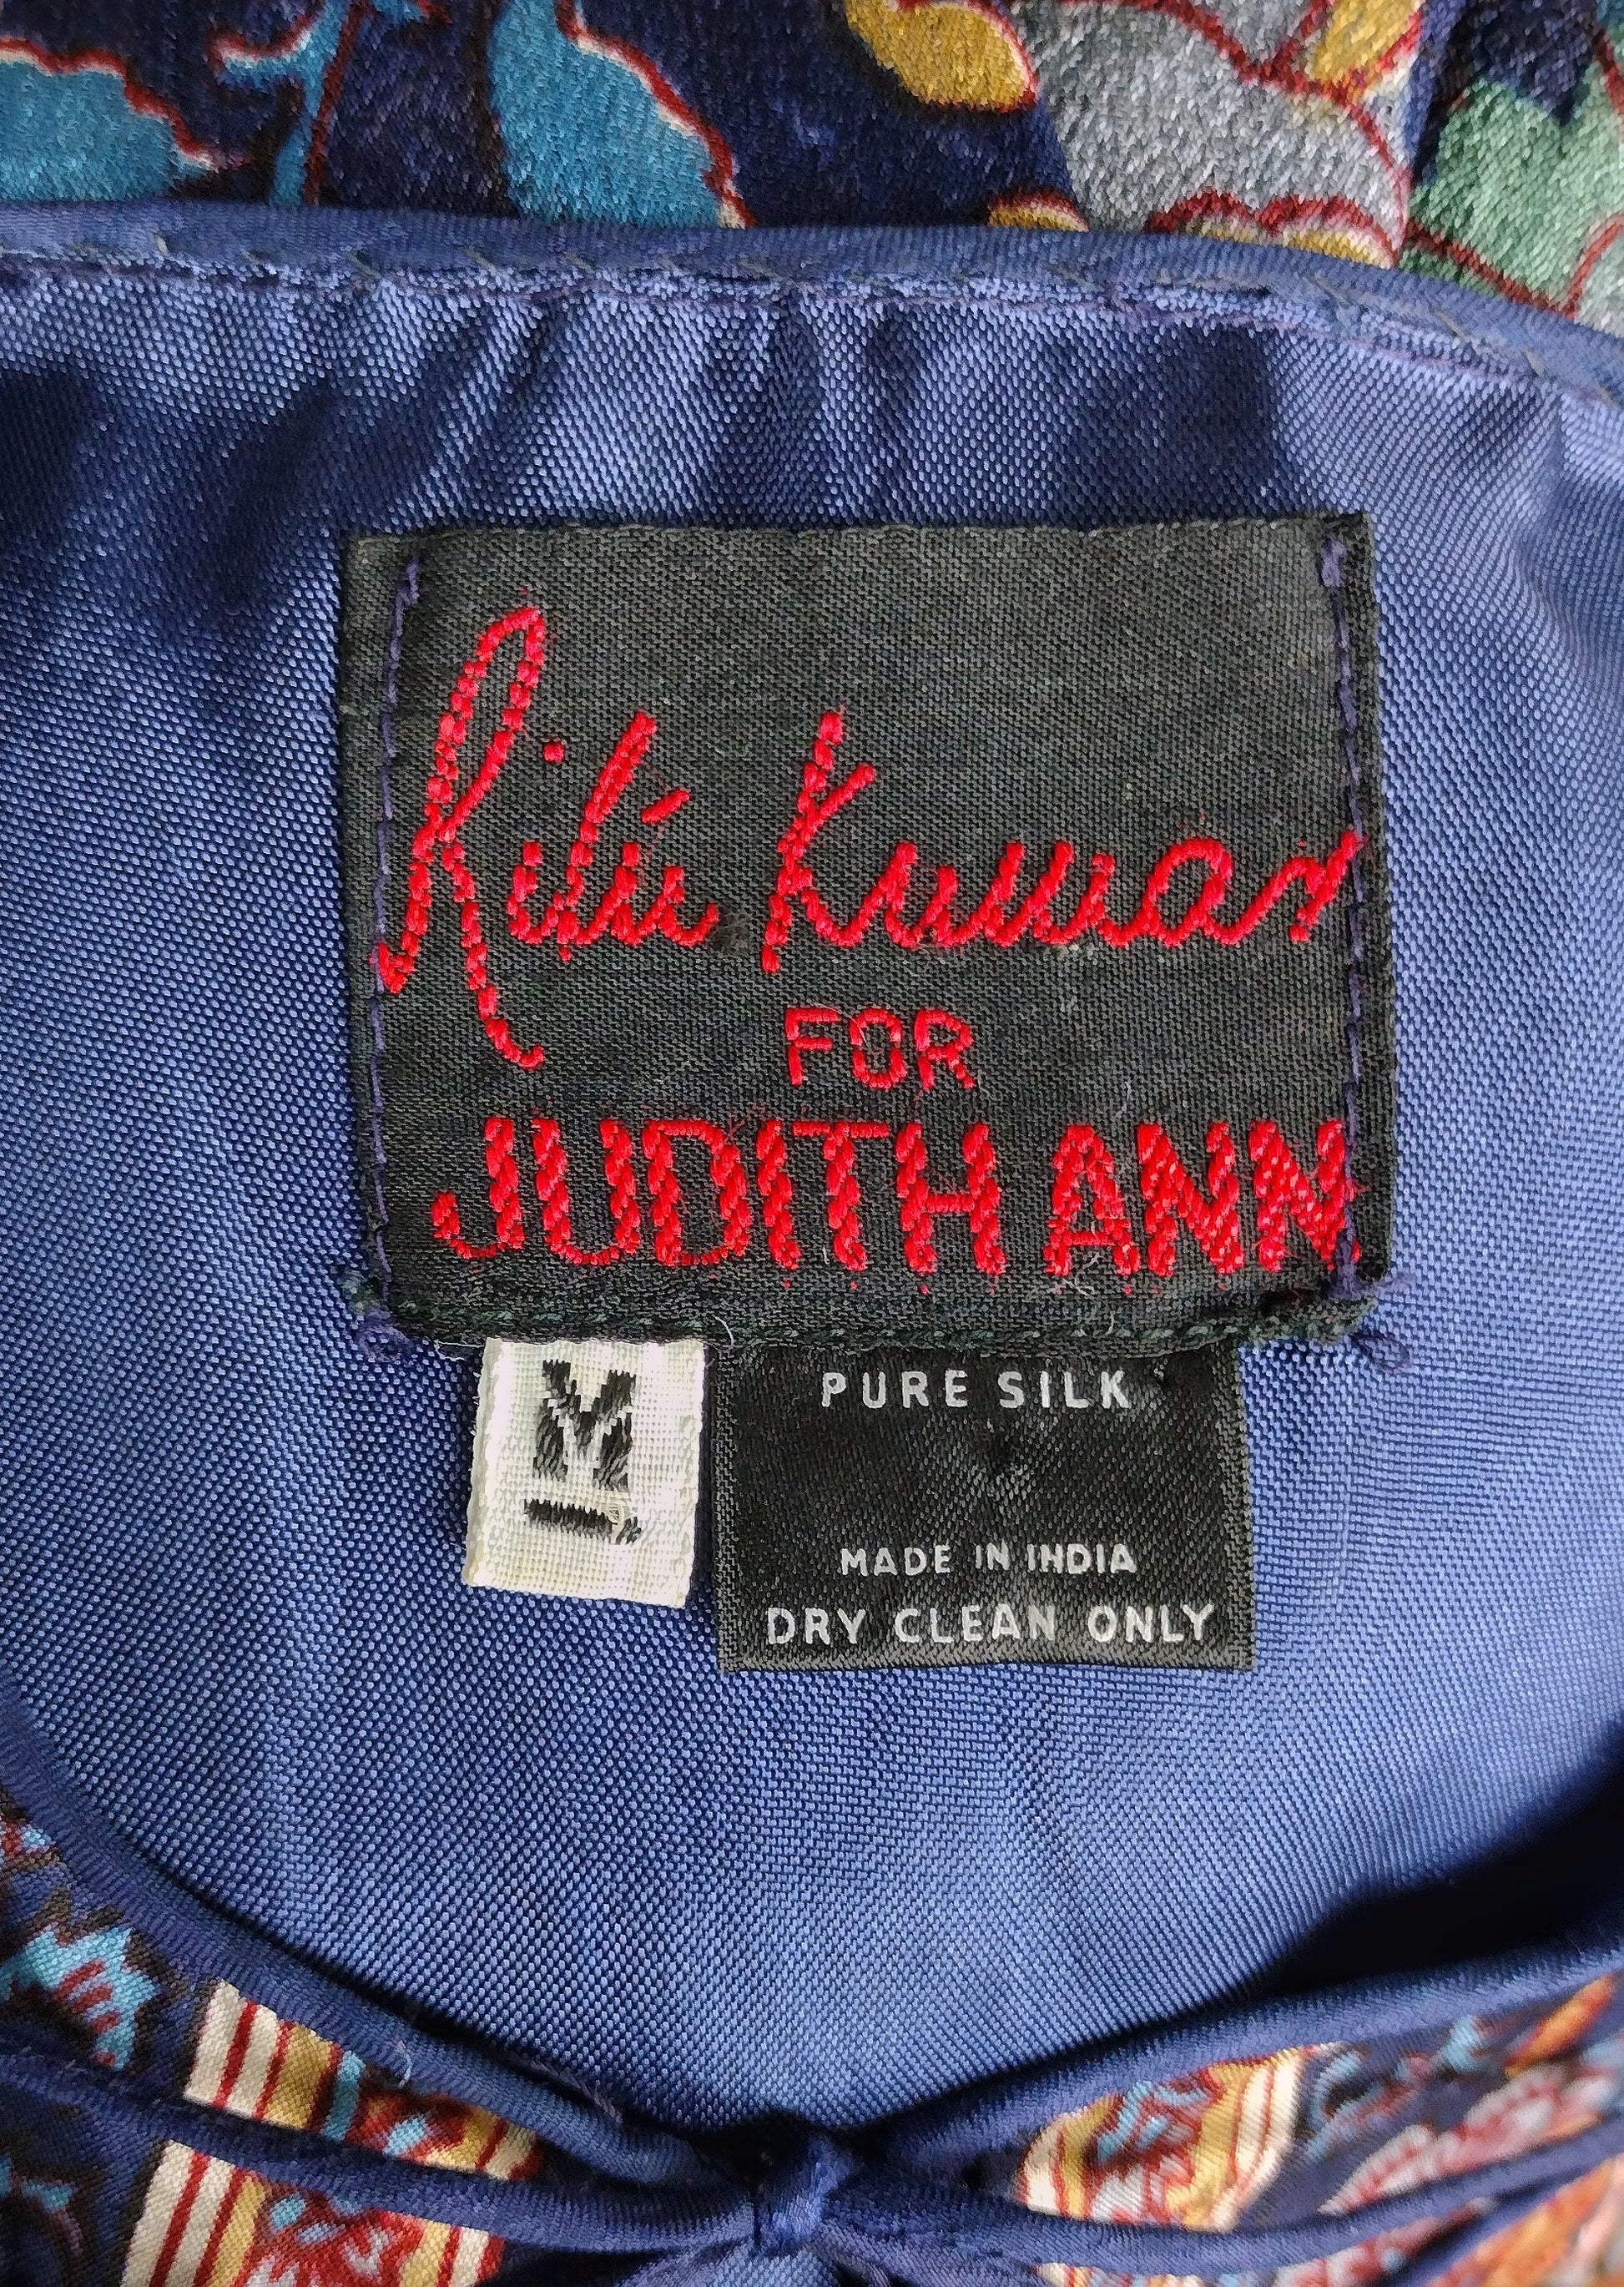 Ritu Kumar
FOR
JUDITH ANN
M
PURE SILK
MADE IN INDIA
DRY CLEAN ONLY